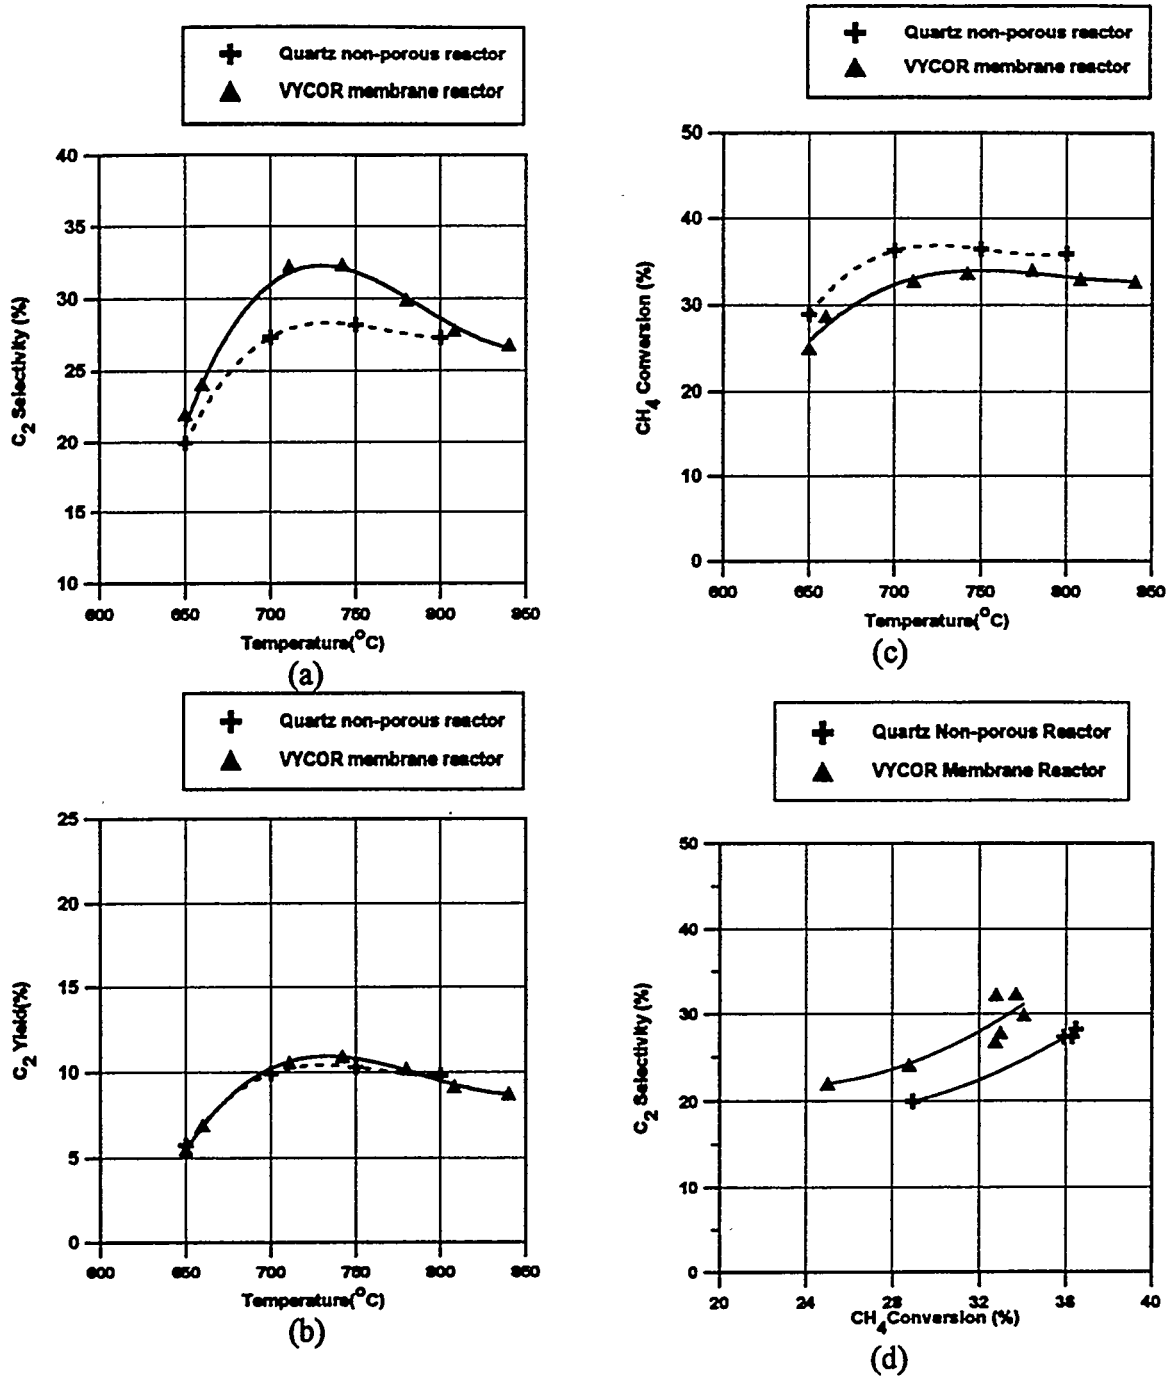 Quartz non-porous reactor
VYCOR membrane reactor
40
35
30
25
20
15
10
C2 Selectivity (%)
600 650 700 750 800 850
Temperature(°C)
(a)
Quartz non-porous reactor
VYCOR membrane reactor
50
40
30
20
10
0
CH4 Conversion (%)
600 650 700 750 800 850
Temperature(°C)
(c)
Quartz non-porous reactor
VYCOR membrane reactor
25
20
15
10
5
0
C2 Yield(%)
600 650 700 750 800 850
Temperature(°C)
(b)
Quartz Non-porous Reactor
VYCOR Membrane Reactor
50
40
30
20
10
0
C2 Selectivity (%)
20 24 28 32 36 40
CH4 Conversion (%)
(d)